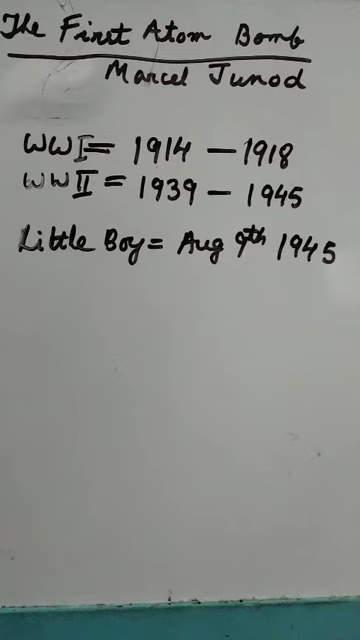 The First Atom Bomb
Marcel Junod
WWI= 1914 – 1918
WWII = 1939 – 1945
Little Boy= Aug 9th 1945